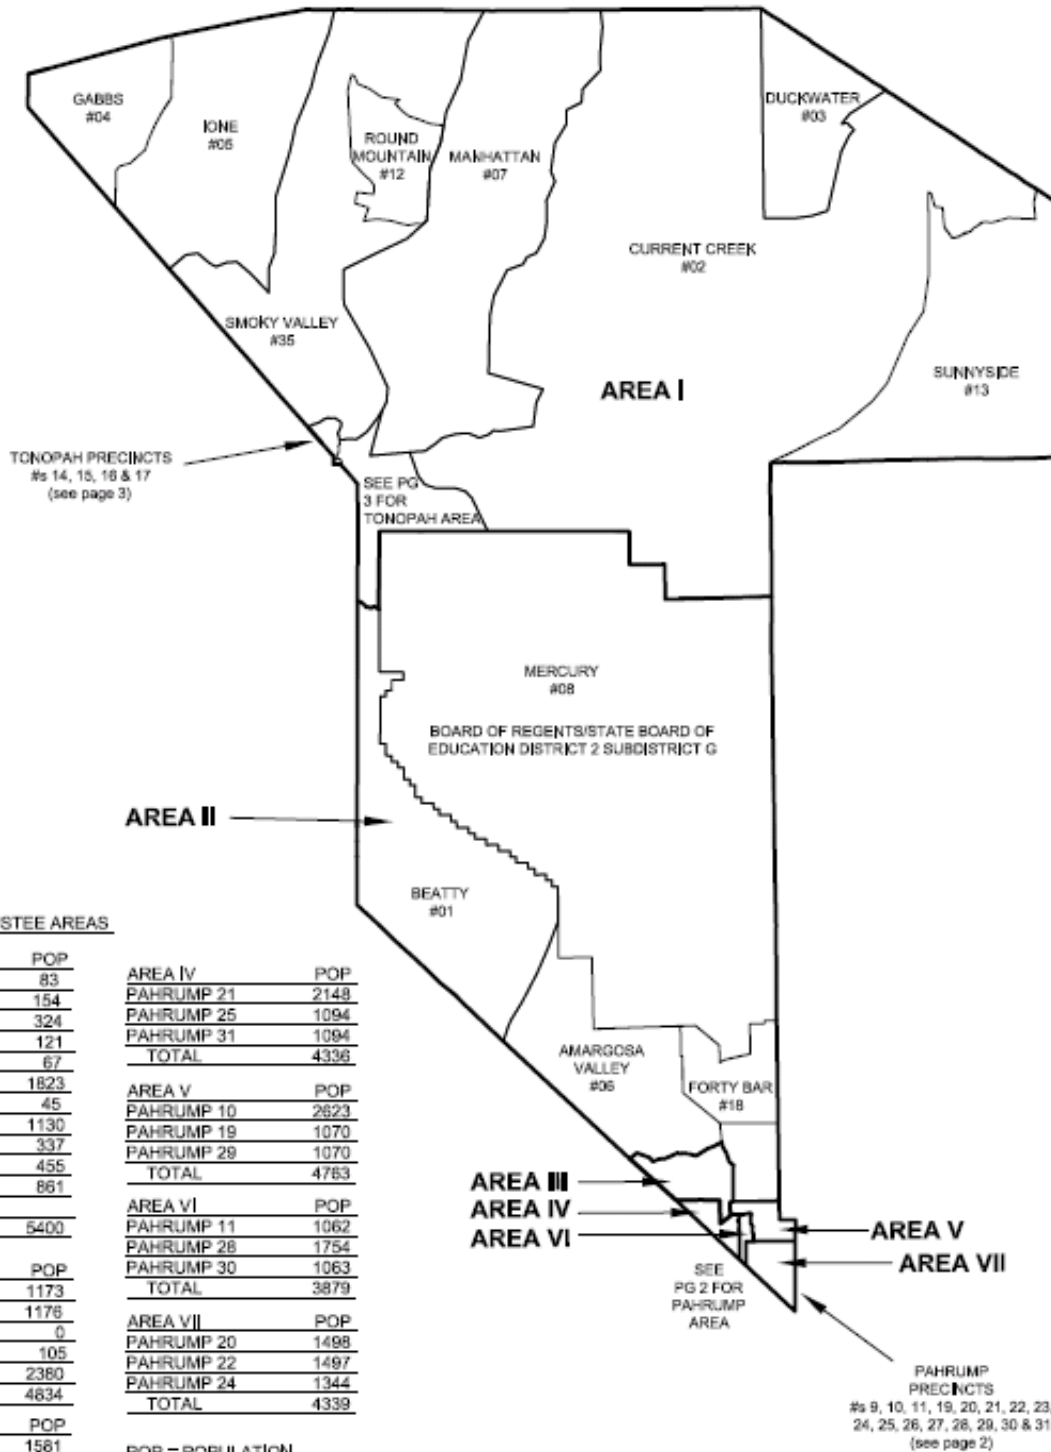 GABBS
#04
IONE
#05
ROUND
MOUNTAIN
#12
MANHATTAN
#07
DUCKWATER
#03
CURRENT CREEK
#02
SMOKY VALLEY
#35
AREA I
SUNNYSIDE
#13
TONOPAH PRECINCTS
#s 14, 15, 16 & 17
(see page 3)
SEE PG
3 FOR
TONOPAH AREA
MERCURY
#08
BOARD OF REGENTS/STATE BOARD OF
EDUCATION DISTRICT 2 SUBDISTRICT G
AREA II
BEATTY
#01
AMARGOSA
VALLEY
#06
FORTY BAR
#18
AREA III
AREA IV
AREA VI
AREA V
AREA VII
SEE
PG 2 FOR
PAHRUMP
AREA
PAHRUMP
PRECINCTS
#s 9, 10, 11, 19, 20, 21, 22, 23,
24, 25, 26, 27, 28, 29, 30 & 31
(see page 2)
STEE AREAS
POP
83
154
324
121
67
1823
45
1130
337
455
861
5400
POP
1173
1176
0
105
2380
4834
POP
1581
AREA IV POP
PAHRUMP 21 2148
PAHRUMP 25 1094
PAHRUMP 31 1094
TOTAL 4336
AREA V POP
PAHRUMP 10 2623
PAHRUMP 19 1070
PAHRUMP 29 1070
TOTAL 4763
AREA VI POP
PAHRUMP 11 1062
PAHRUMP 28 1754
PAHRUMP 30 1063
TOTAL 3879
AREA VII POP
PAHRUMP 20 1498
PAHRUMP 22 1497
PAHRUMP 24 1344
TOTAL 4339
POP = POPULATION